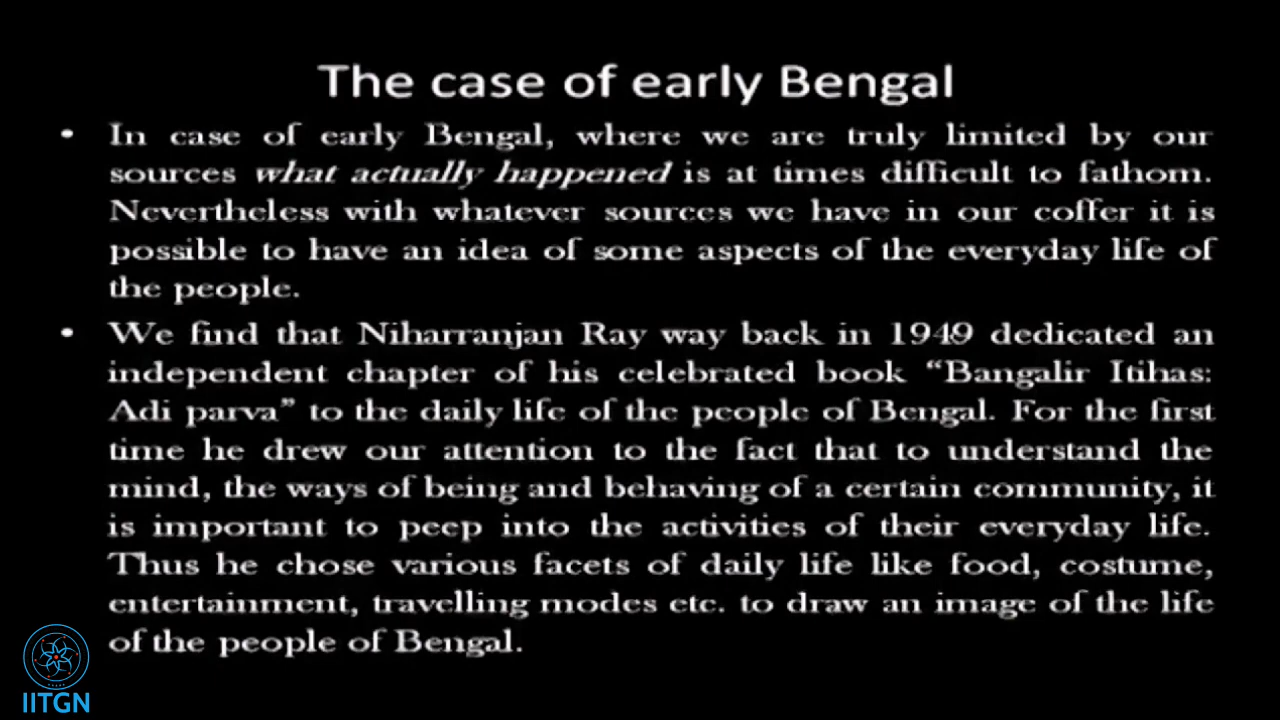 The case of early Bengal
• In case of early Bengal, where we are truly limited by our
sources what actually happened is at times difficult to fathom.
Nevertheless with whatever sources we have in our coffer it is
possible to have an idea of some aspects of the everyday life of
the people.
• We find that Niharranjan Ray way back in 1949 dedicated an
independent chapter of his celebrated book “Bangalir Itihas:
Adi parva” to the daily life of the people of Bengal. For the first
time he drew our attention to the fact that to understand the
mind, the ways of being and behaving of a certain community, it
is important to peep into the activities of their everyday life.
Thus he chose various facets of daily life like food, costume,
entertainment, travelling modes etc. to draw an image of the life
of the people of Bengal.
IITGN